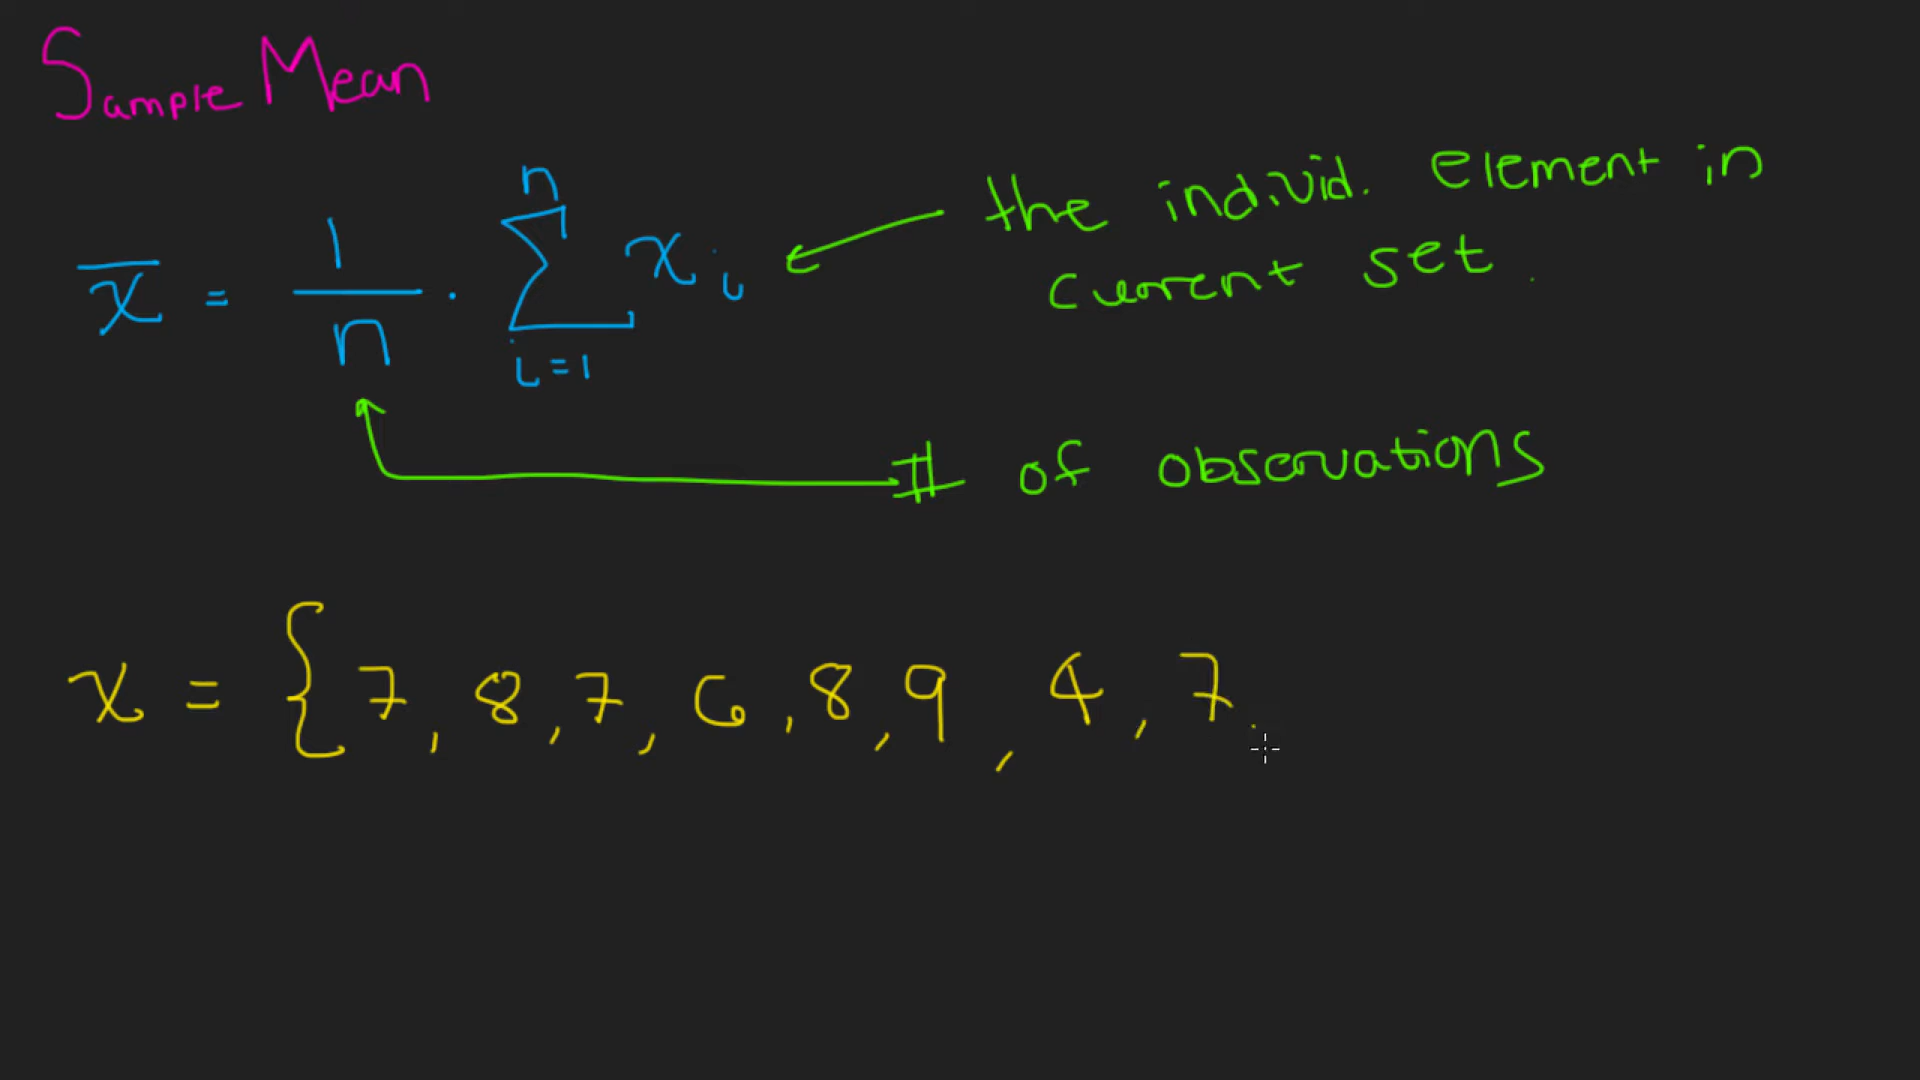 Sample Mean
x̄ = 1/n · ∑ⁿᵢ₌₁ xᵢ
the individ. element in
current set.
# of observations
x = {7, 8, 7, 6, 8, 9, 4, 7